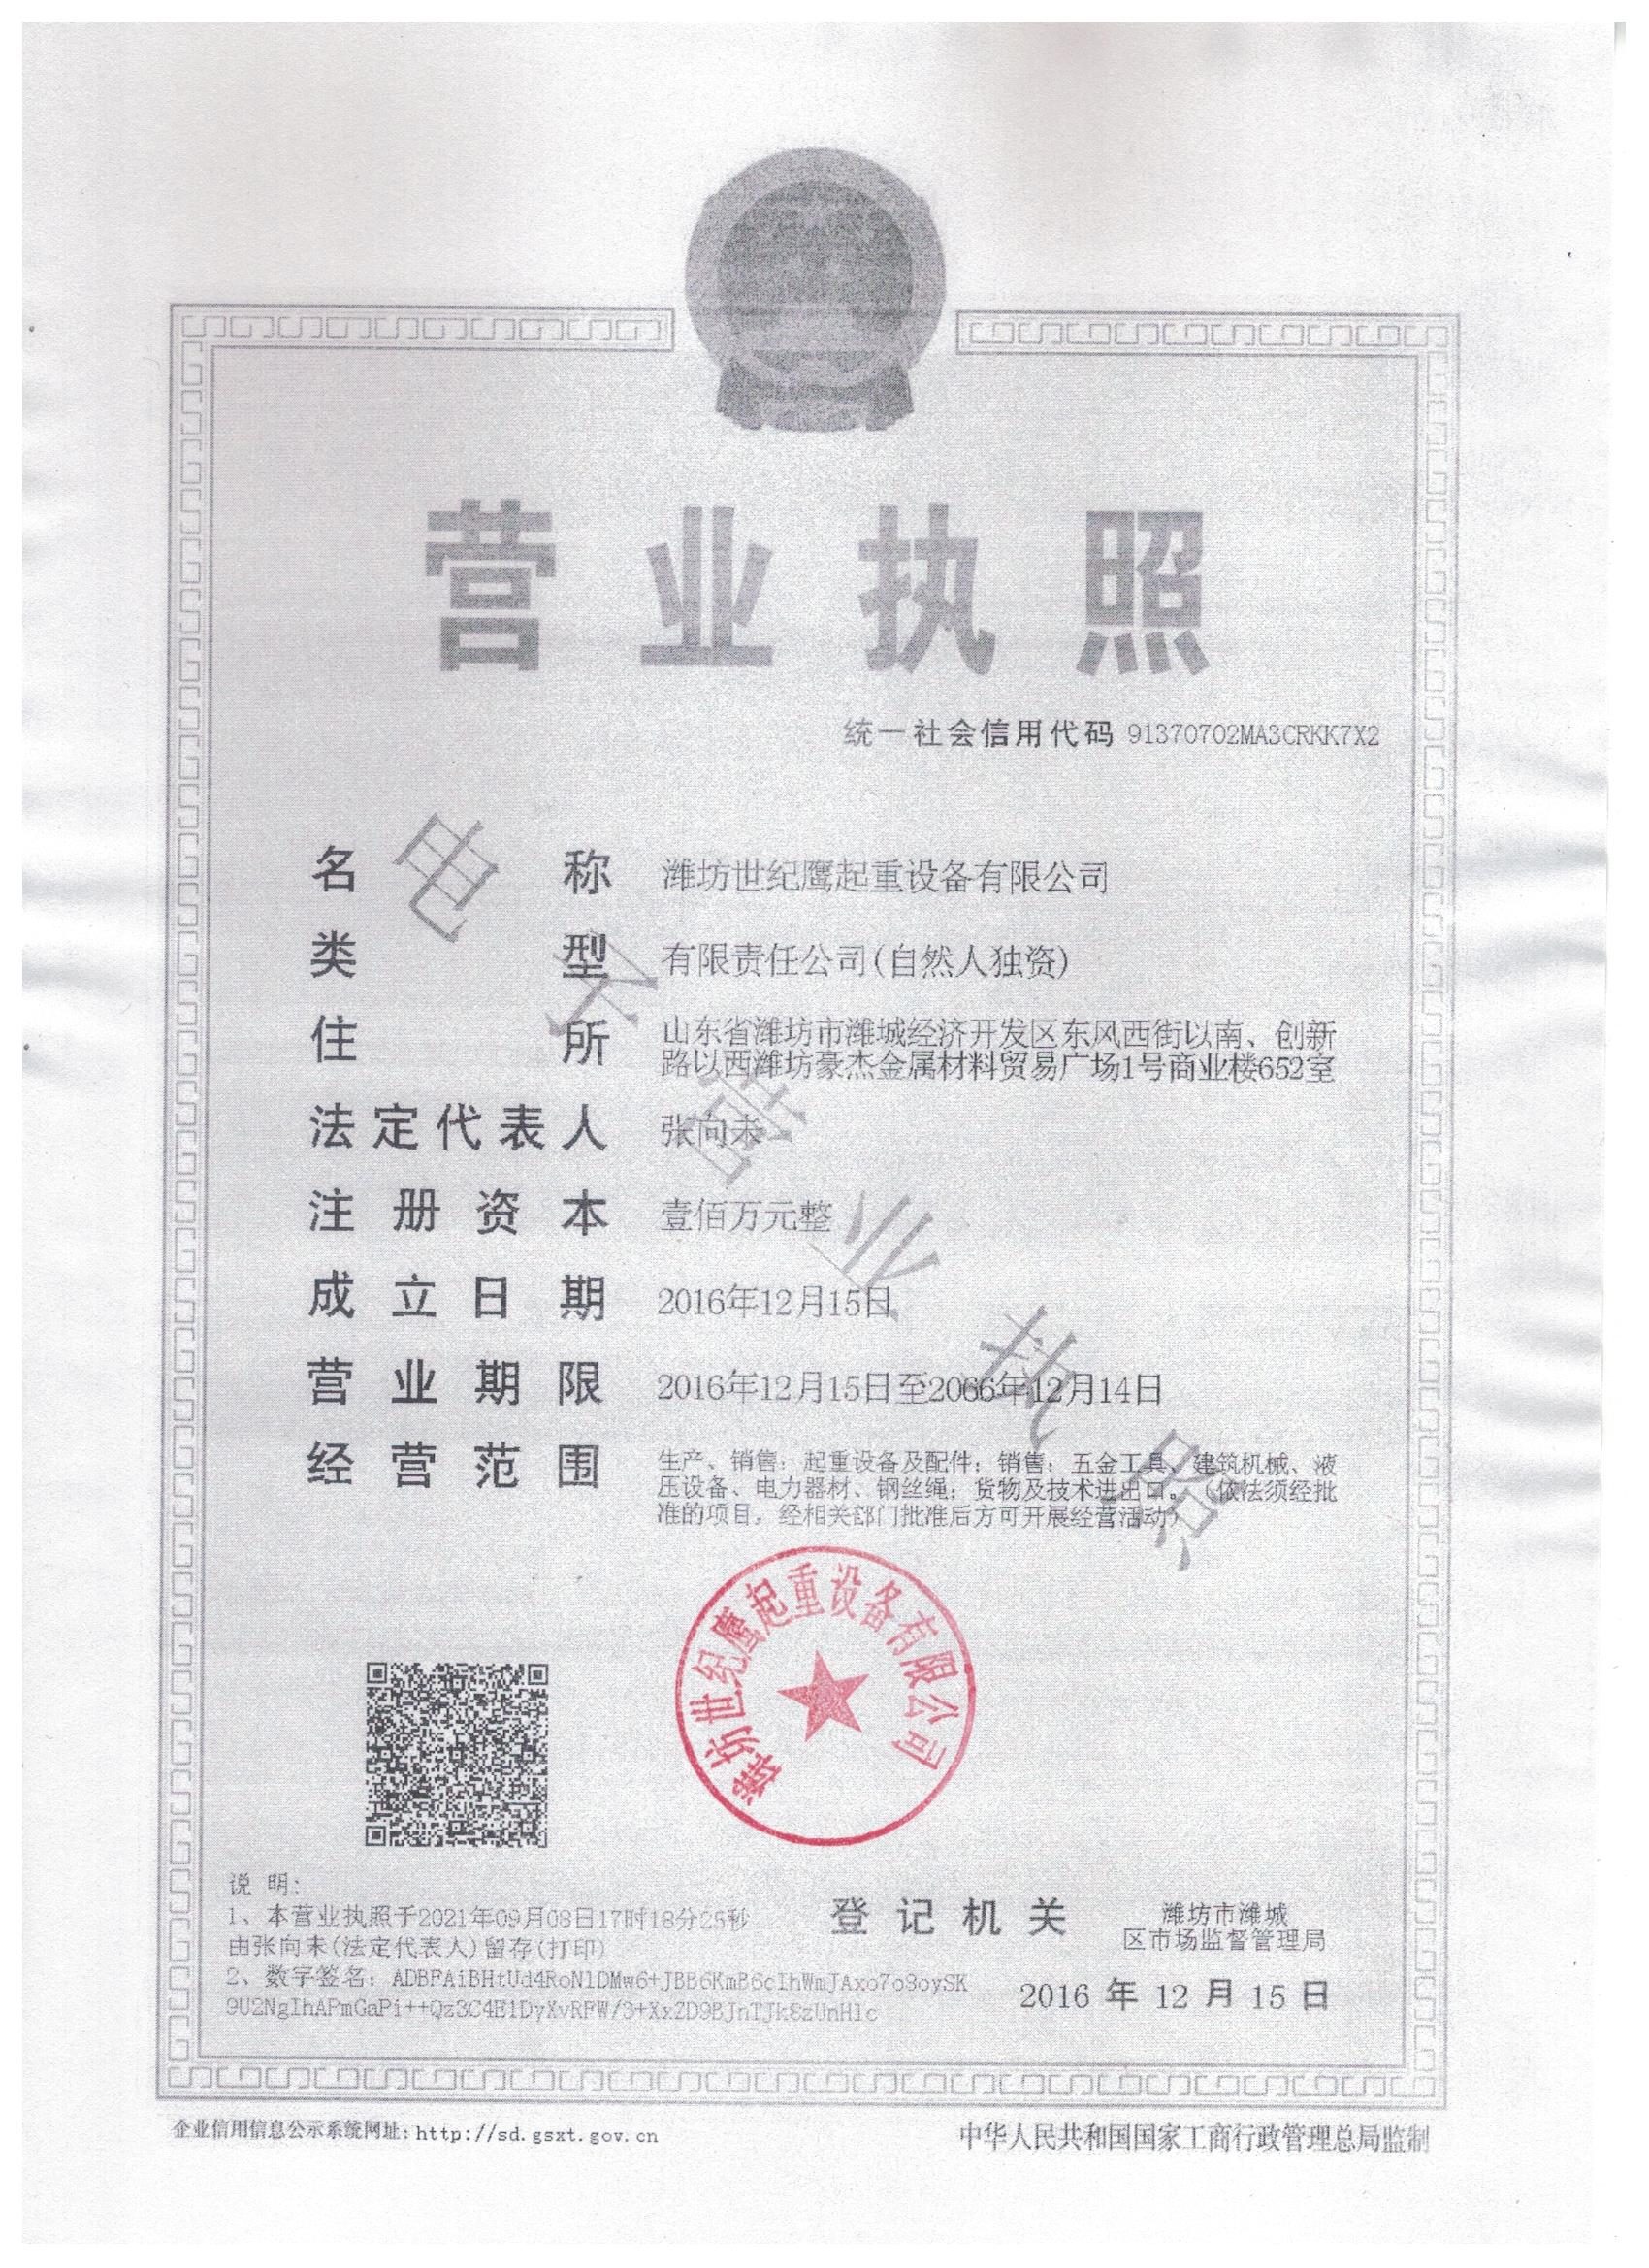 营业执照
统一社会信用代码 91370702MA3CRKK7X2
名称 潍坊世纪鹰起重设备有限公司
类型 有限责任公司(自然人独资)
住所 山东省潍坊市潍城经济开发区东风西街以南、创新
路以西潍坊豪杰金属材料贸易广场1号商业楼652室
法定代表人 张向未
注册资本 壹佰万元整
成立日期 2016年12月15日
营业期限 2016年12月15日至2066年12月14日
经营范围 生产、销售：起重设备及配件；销售：五金工具、建筑机械、液
压设备、电力器材、钢丝绳；货物及技术进出口。（依法须经批
准的项目，经相关部门批准后方可开展经营活动）
电子营业执照
潍坊世纪鹰起重设备有限公司
说 明：
1、本营业执照于2021年09月08日17时18分25秒
由张向未(法定代表人)留存(打印)
2、数字签名：
登记机关 潍坊市潍城
区市场监督管理局
2016 年 12 月 15 日
企业信用信息公示系统网址：http://sd.gsxt.gov.cn
中华人民共和国国家工商行政管理总局监制